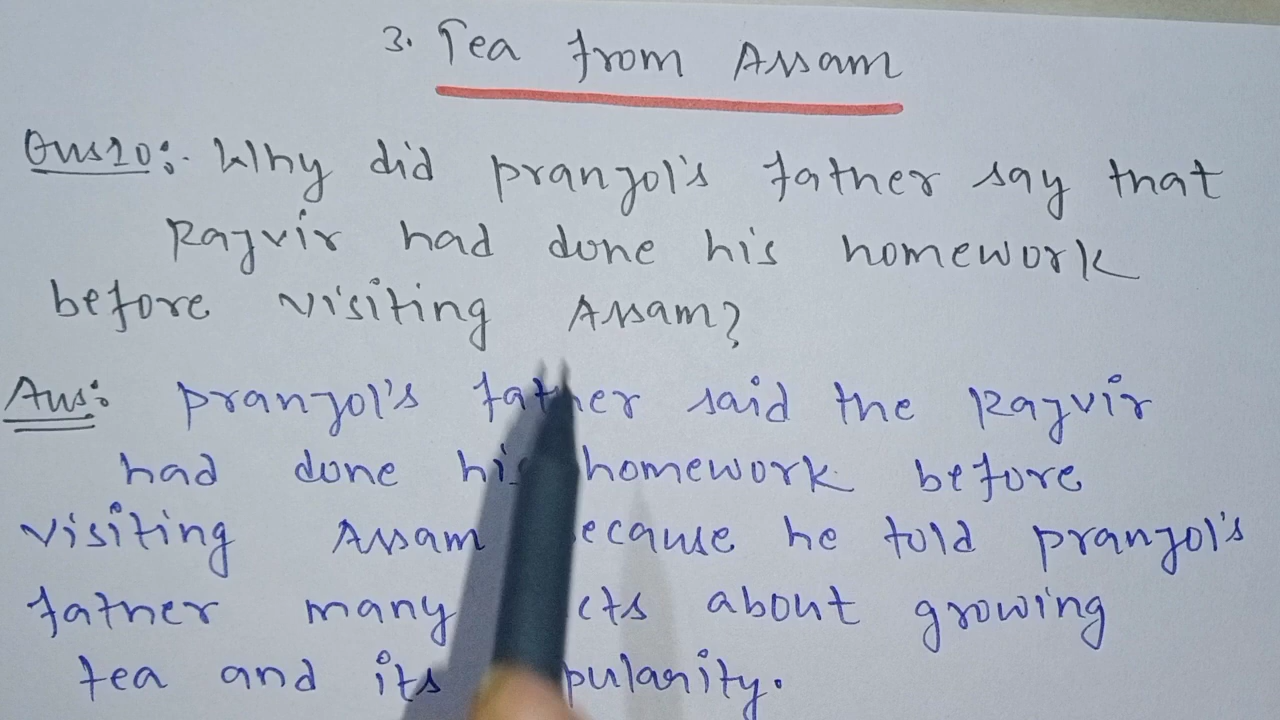 3. Tea from Assam
Qus10:- Why did pranjol's father say that
Rajvir had done his homework
before visiting Assam?
Ans: pranjol's father said the Rajvir
had done his homework before
visiting Assam because he told pranjol's
father many about growing
tea and its